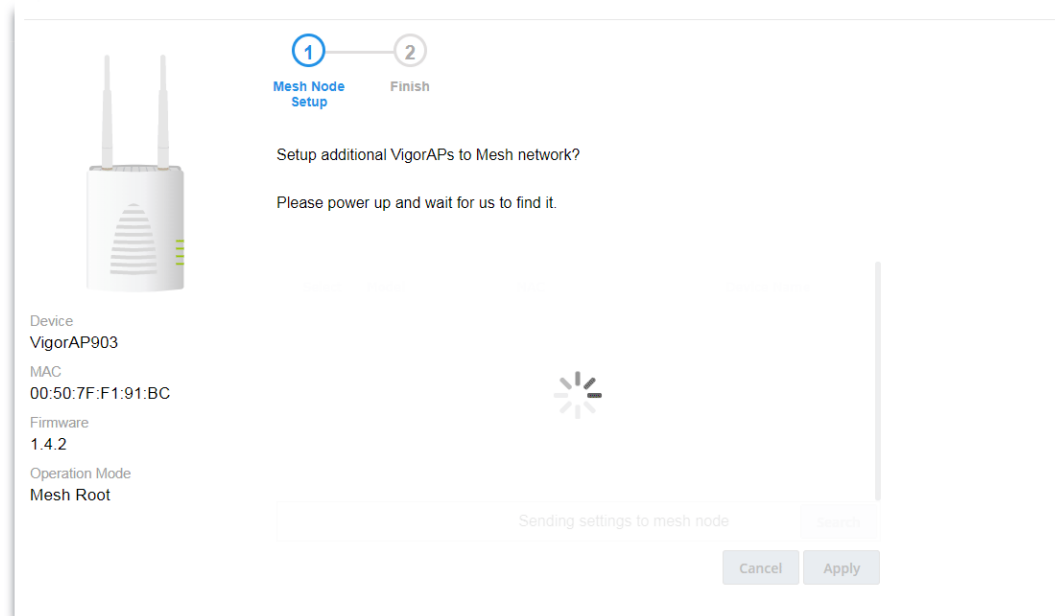 1
2
Mesh Node
Setup
Finish
Setup additional VigorAPs to Mesh network?
Please power up and wait for us to find it.
Device
VigorAP903
MAC
00:50:7F:F1:91:BC
Firmware
1.4.2
Operation Mode
Mesh Root
Sending settings to mesh node
Search
Cancel
Apply